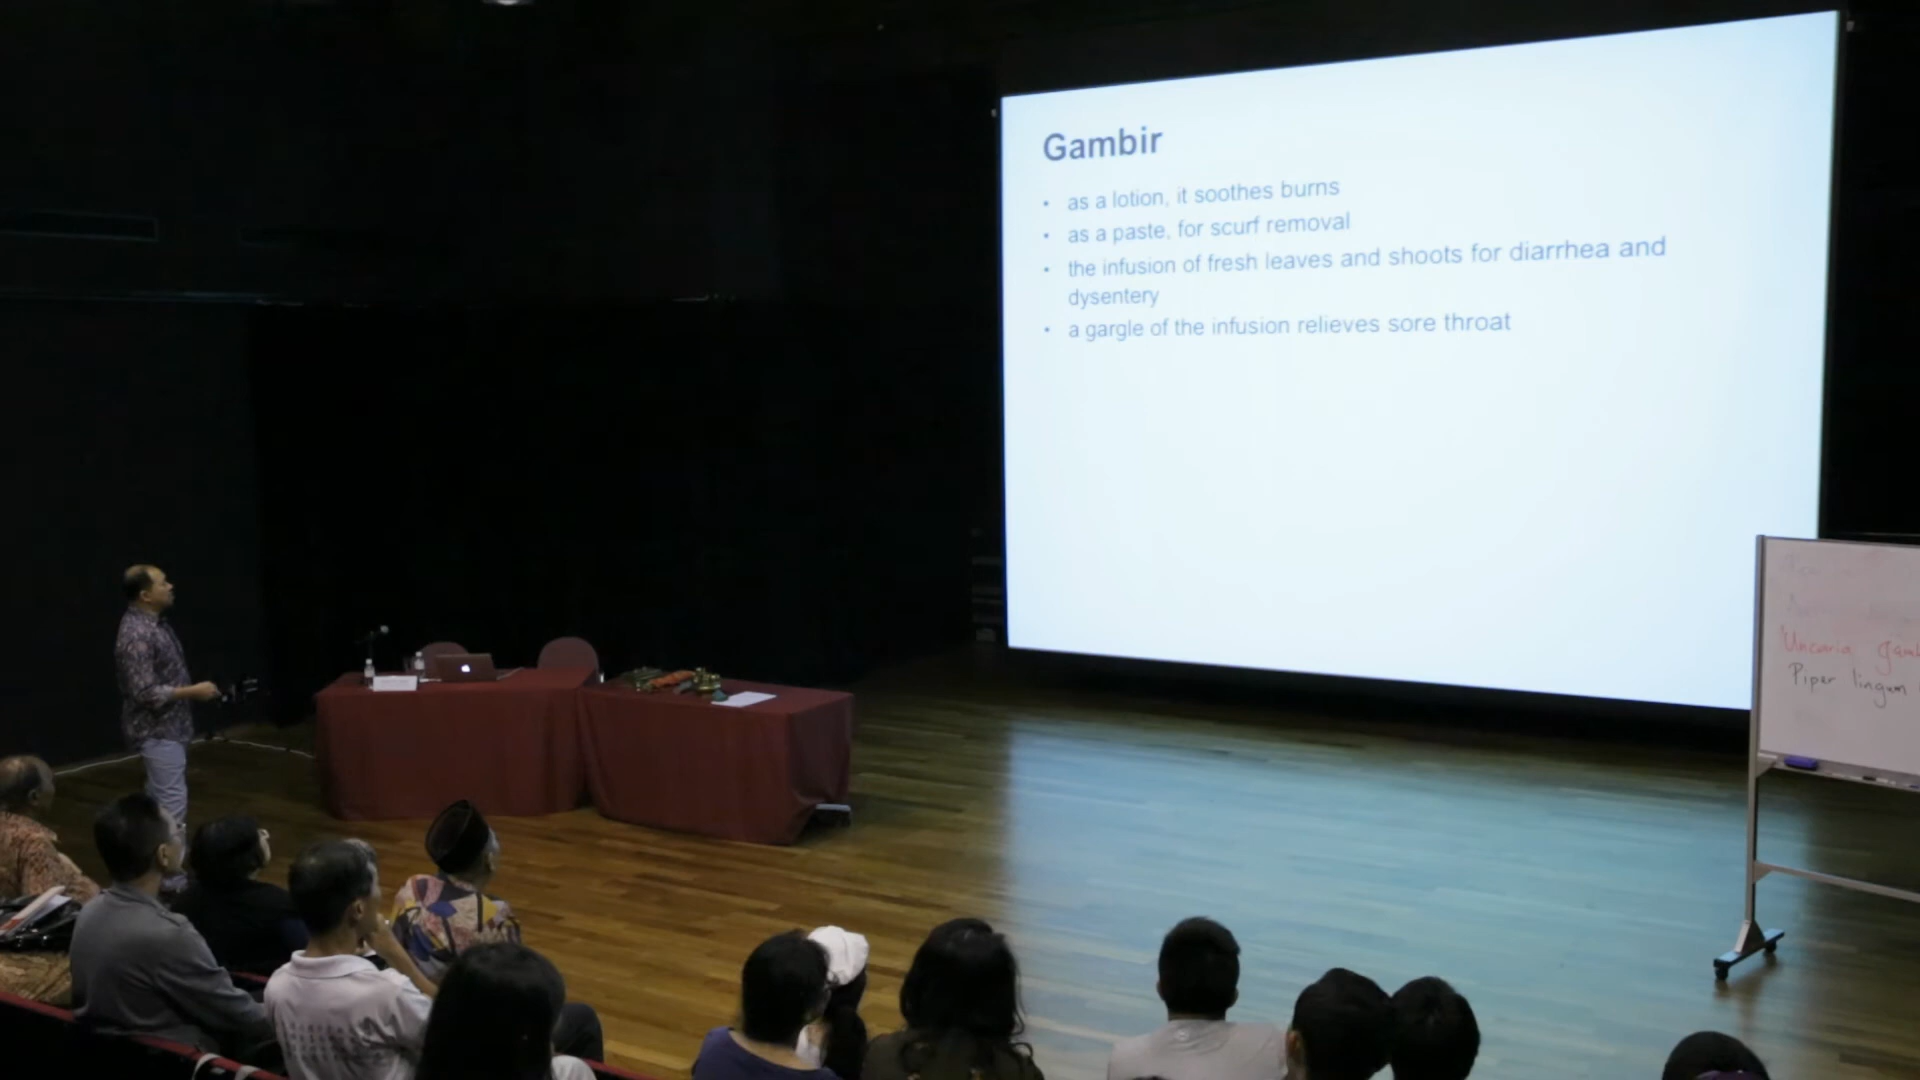 Gambir
• as a lotion, it soothes burns
• as a paste, for scurf removal
• the infusion of fresh leaves and shoots for diarrhea and
dysentery
• a gargle of the infusion relieves sore throat
Uncaria
Piper lingum